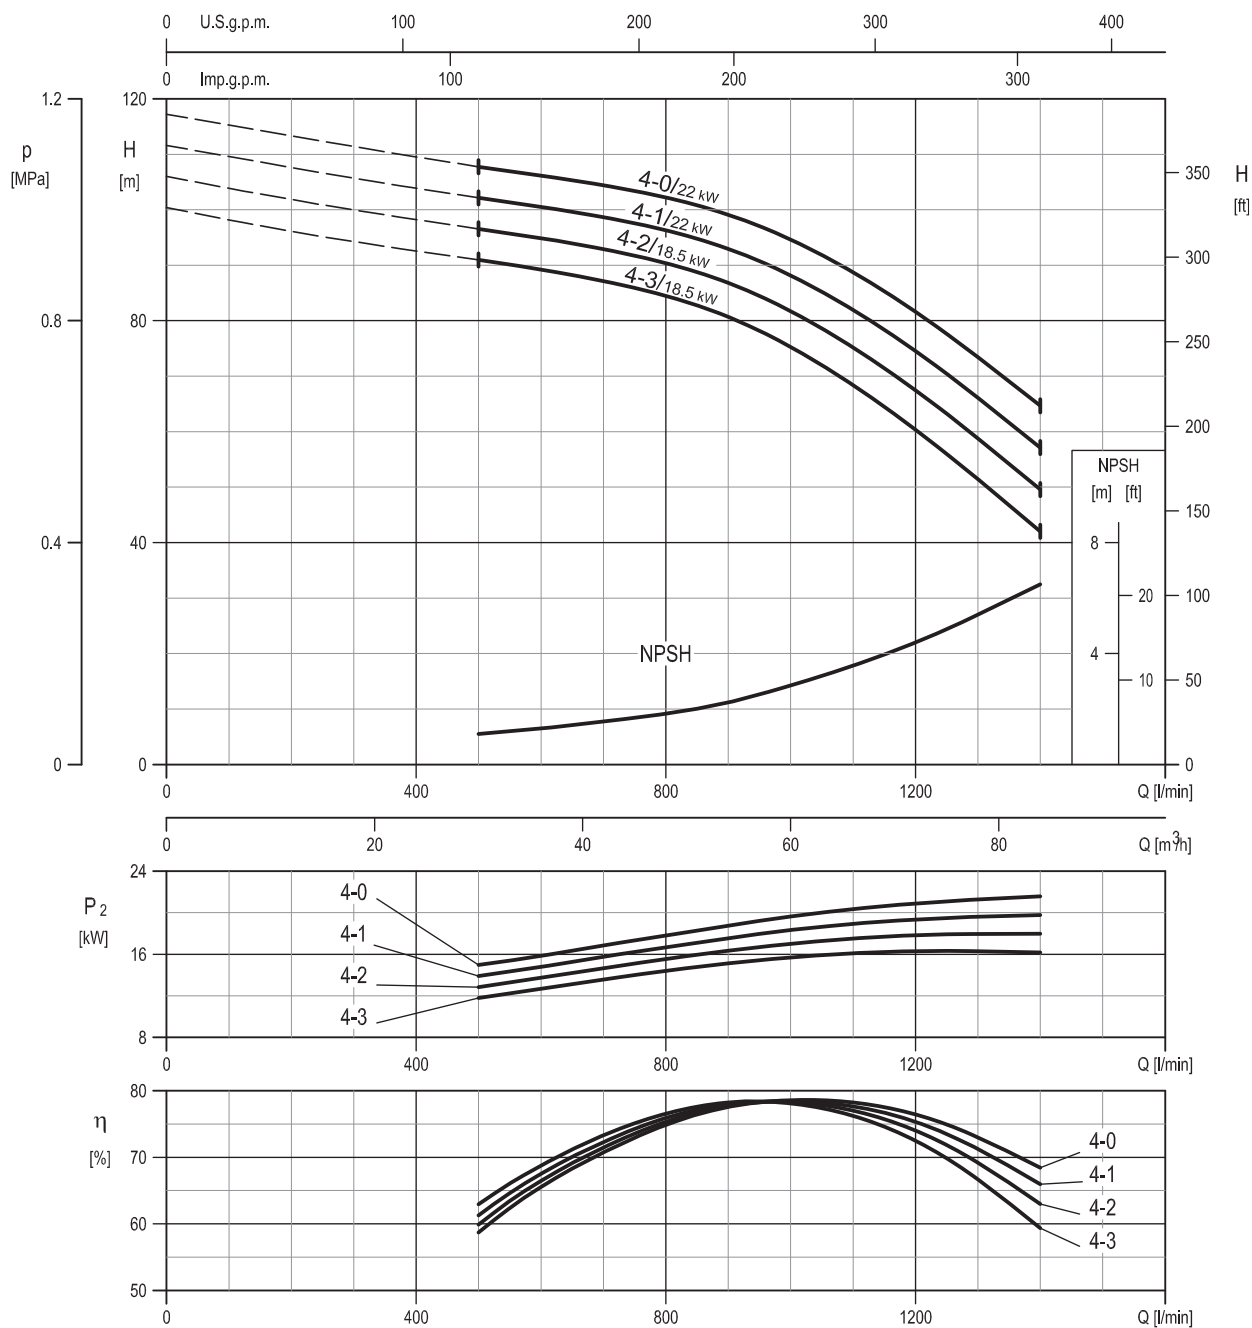 0 U.S.g.p.m. 100 200 300 400
0 Imp.g.p.m. 100 200 300
1.2 120
p H
[MPa] [m]
350 H
[ft]
4-0/22 kW
4-1/22 kW
4-2/18.5 kW
4-3/18.5 kW
300
0.8 80
250
200
NPSH
[m] [ft]
150
0.4 40 8
20 100
NPSH 4
10 50
0 0 0
0 400 800 1200 Q [l/min]
0 20 40 60 80 Q [m³/h]
24
P2
[kW]
4-0
4-1
16
4-2
4-3
8
0 400 800 1200 Q [l/min]
80
η
[%]
70
60
50
4-0
4-1
4-2
4-3
0 400 800 1200 Q [l/min]